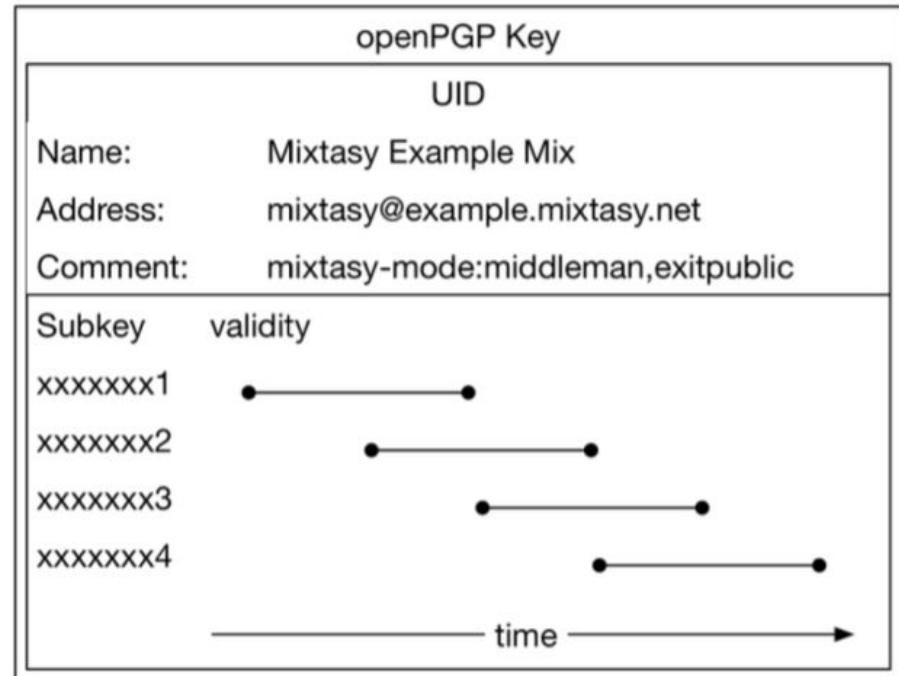 openPGP Key
UID
Name: Mixtasy Example Mix
Address: mixtasy@example.mixtasy.net
Comment: mixtasy-mode:middleman,exitpublic
Subkey validity
xxxxxxx1
xxxxxxx2
xxxxxxx3
xxxxxxx4
time